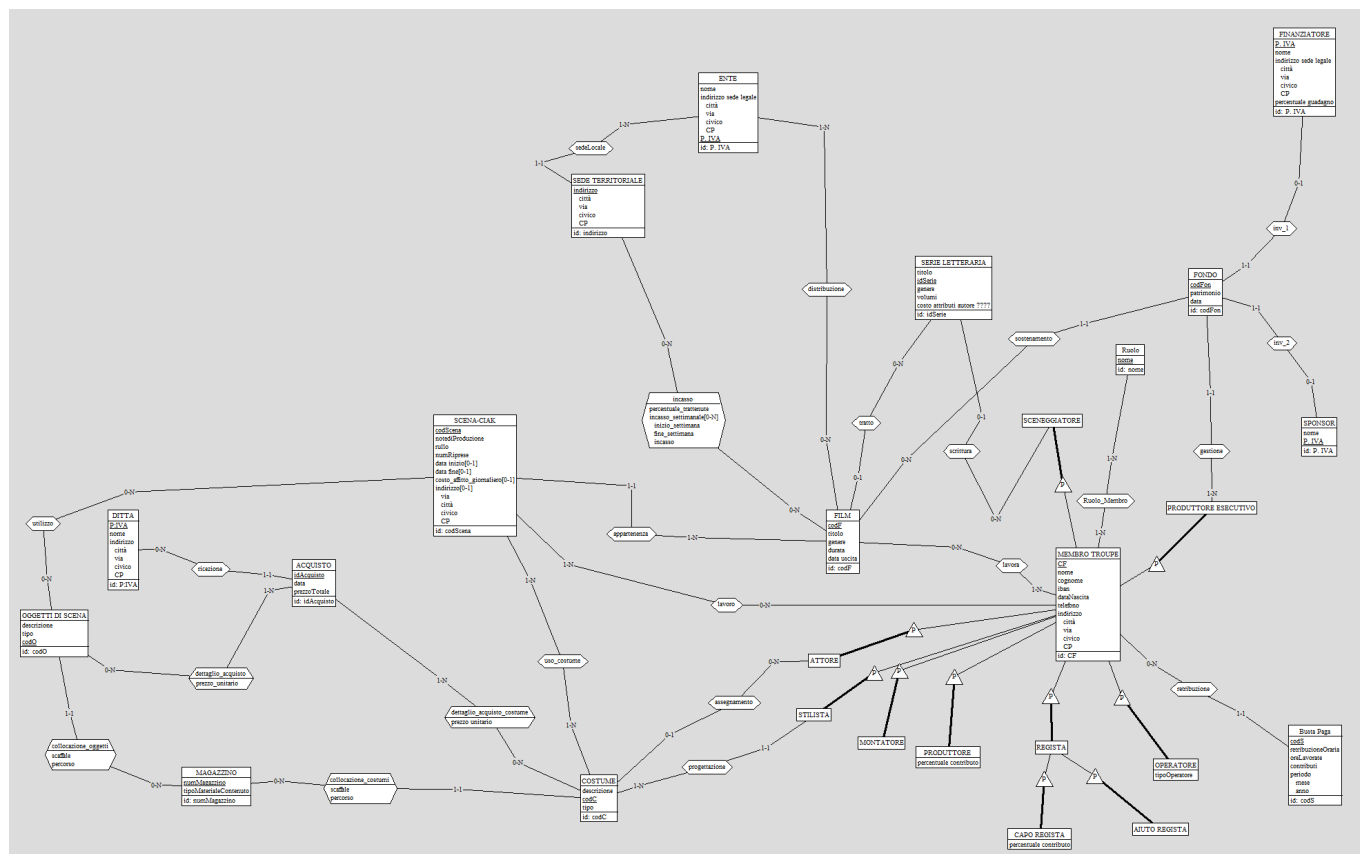 FINANZIATORE
P. IVA
nome
indirizzo sede legale
città
via
civico
CP
percentuale guadagno
id: P. IVA
0-1
inv_1
1-1
ENTE
nome
indirizzo sede legale
città
via
civico
CP
P. IVA
id: P. IVA
1-N
1-N
sedeLocale
1-1
SEDE TERRITORIALE
indirizzo
città
via
civico
CP
id: indirizzo
distribuzione
0-N
SERIE LETTERARIA
titolo
idSerie
genere
volumi
costo attributi autore ????
id: idSerie
FONDO
codFon
patrimonio
data
id: codFon
1-1
sostenamento
0-N
1-1
inv_2
0-1
SPONSOR
nome
P. IVA
id: P. IVA
1-1
gestione
1-N
PRODUTTORE ESECUTIVO
P
Ruolo
nome
id: nome
1-N
Ruolo_Membro
1-N
0-N
incasso
percentuale_trattenute
incasso_settimanale[0-N]
inizio_settimana
fine_settimana
incasso
0-N
0-N
tratto
0-1
0-1
scrittura
0-N
SCENEGGIATORE
P
SCENA-CIAK
codScena
notediProduzione
rullo
numRiprese
data inizio[0-1]
data fine[0-1]
costo_affitto_giornaliero[0-1]
indirizzo[0-1]
via
città
civico
CP
id: codScena
0-N
utilizzo
0-N
1-1
appartenenza
1-N
FILM
codF
titolo
genere
durata
data uscita
id: codF
0-N
lavora
1-N
MEMBRO TROUPE
CF
nome
cognome
iban
dataNascita
telefono
indirizzo
città
via
civico
CP
id: CF
DITTA
P.IVA
nome
indirizzo
città
via
civico
CP
id: P.IVA
0-N
ricezione
1-1
ACQUISTO
idAcquisto
data
prezzoTotale
id: idAcquisto
1-N
1-N
lavoro
0-N
OGGETTI DI SCENA
descrizione
tipo
codO
id: codO
0-N
dettaglio_acquisto
prezzo_unitario
1-N
dettaglio_acquisto_costume
prezzo unitario
0-N
1-N
uso_costume
1-N
ATTORE
P
0-N
assegnamento
0-1
STILISTA
P
1-1
progettazione
1-N
MONTATORE
P
PRODUTTORE
percentuale contributo
P
REGISTA
P
P
P
CAPO REGISTA
percentuale contributo
AIUTO REGISTA
OPERATORE
tipoOperatore
P
0-N
retribuzione
1-1
Busta Paga
codS
retribuzioneOraria
oreLavorate
contributi
periodo
mese
anno
id: codS
1-1
collocazione_oggetti
scaffale
percorso
0-N
MAGAZZINO
numMagazzino
tipoMaterialeContenuto
id: numMagazzino
0-N
collocazione_costumi
scaffale
percorso
1-1
COSTUME
descrizione
codC
tipo
id: codC